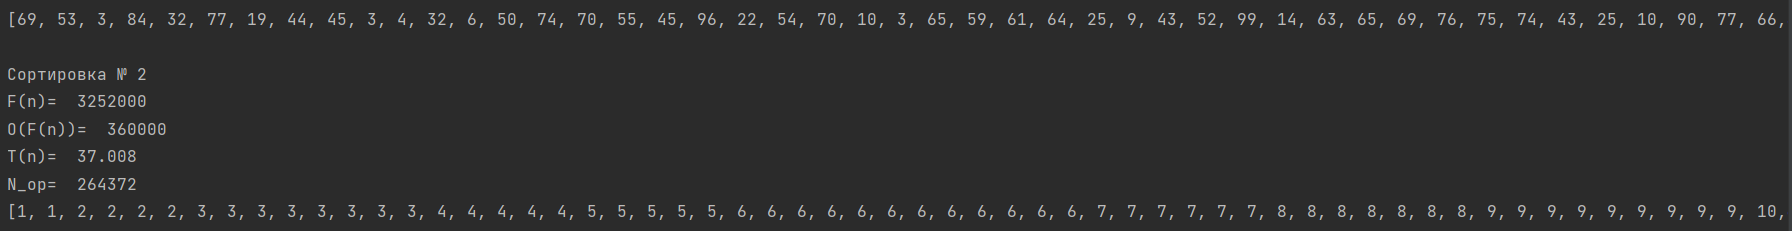 [69, 53, 3, 84, 32, 77, 19, 44, 45, 3, 4, 32, 6, 50, 74, 70, 55, 45, 96, 22, 54, 70, 10, 3, 65, 59, 61, 64, 25, 9, 43, 52, 99, 14, 63, 65, 69, 76, 75, 74, 43, 25, 10, 90, 77, 66,
Сортировка № 2
F(n)=  3252000
O(F(n))=  360000
T(n)=  37.008
N_op=  264372
[1, 1, 2, 2, 2, 2, 3, 3, 3, 3, 3, 3, 3, 3, 4, 4, 4, 4, 4, 5, 5, 5, 5, 5, 6, 6, 6, 6, 6, 6, 6, 6, 6, 6, 6, 6, 7, 7, 7, 7, 7, 7, 8, 8, 8, 8, 8, 8, 8, 9, 9, 9, 9, 9, 9, 9, 9, 9, 10,